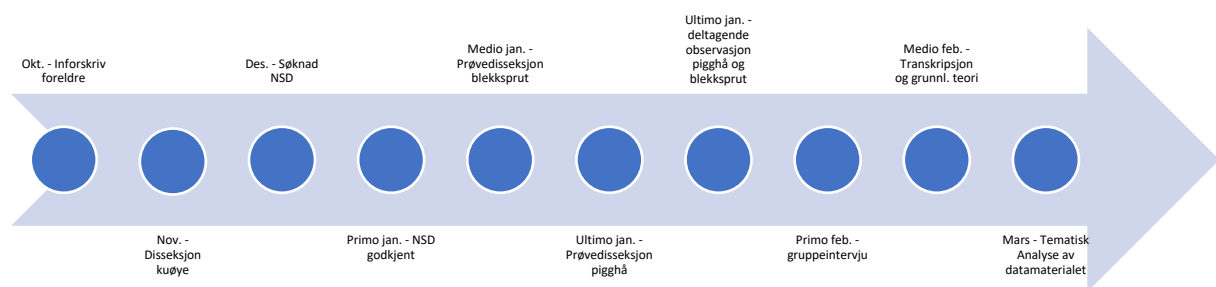 Okt. - Inforskriv
foreldre
Nov. -
Disseksjon
kuøye
Des. - Søknad
NSD
Primo jan. - NSD
godkjent
Medio jan. -
Prøvedisseksjon
blekksprut
Ultimo jan. -
Prøvedisseksjon
pigghå
Ultimo jan. -
deltagende
observasjon
pigghå og
blekksprut
Primo feb. -
gruppeintervju
Medio feb. -
Transkripsjon
og grunnl. teori
Mars - Tematisk
Analyse av
datamaterialet